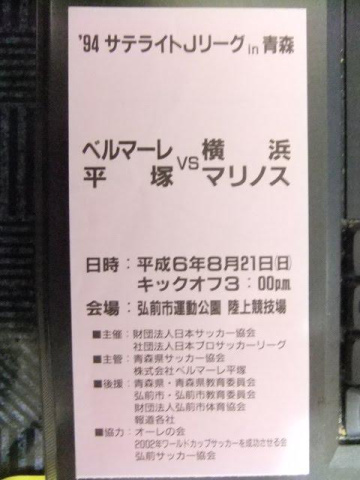 '94 サテライトJリーグ in 青森
ベルマーレ平塚 VS 横浜マリノス
日時：平成6年8月21日(日)
キックオフ3：00p.m
会場：弘前市運動公園 陸上競技場
■主催：財団法人日本サッカー協会
社団法人日本プロサッカーリーグ
■主管：青森県サッカー協会
株式会社ベルマーレ平塚
■後援：青森県・青森県教育委員会
弘前市・弘前市教育委員会
財団法人弘前市体育協会
報道各社
■協力：オーレの会
2002年ワールドカップサッカーを成功させる会
弘前サッカー協会